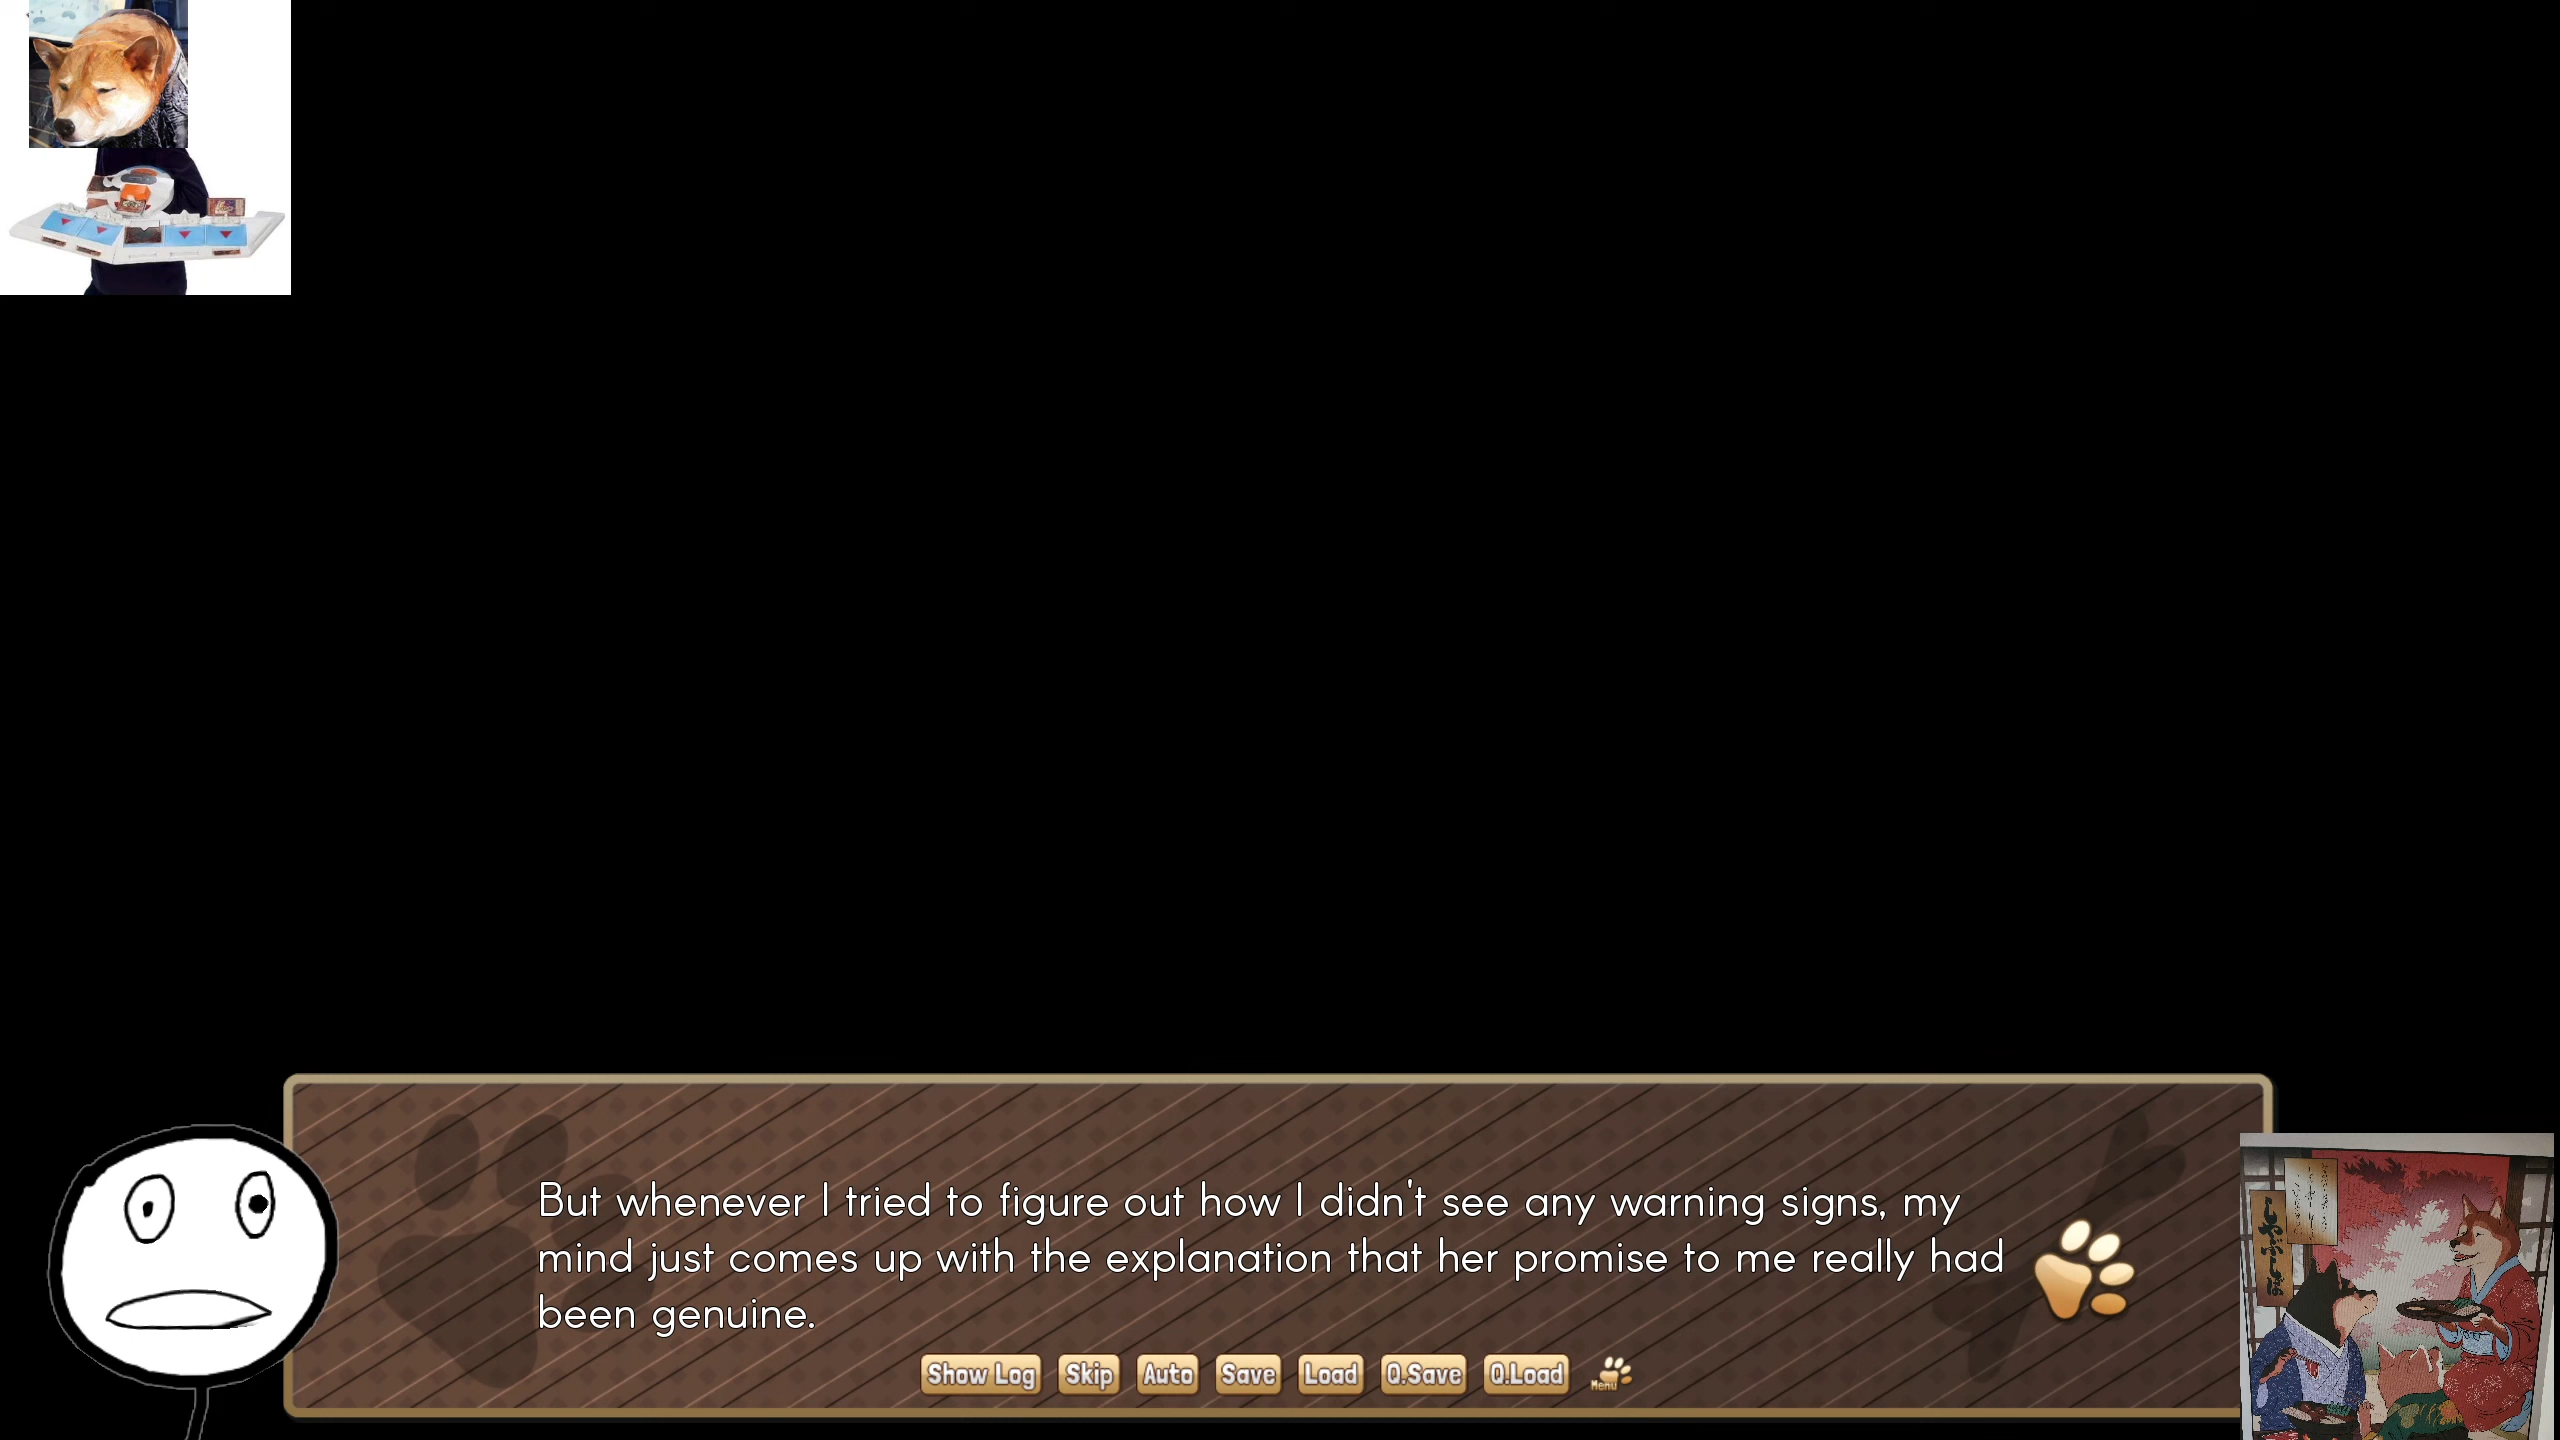 But whenever I tried to figure out how I didn't see any warning signs, my
mind just comes up with the explanation that her promise to me really had
been genuine.
Show Log Skip Auto Save Load Q.Save Q.Load Menu